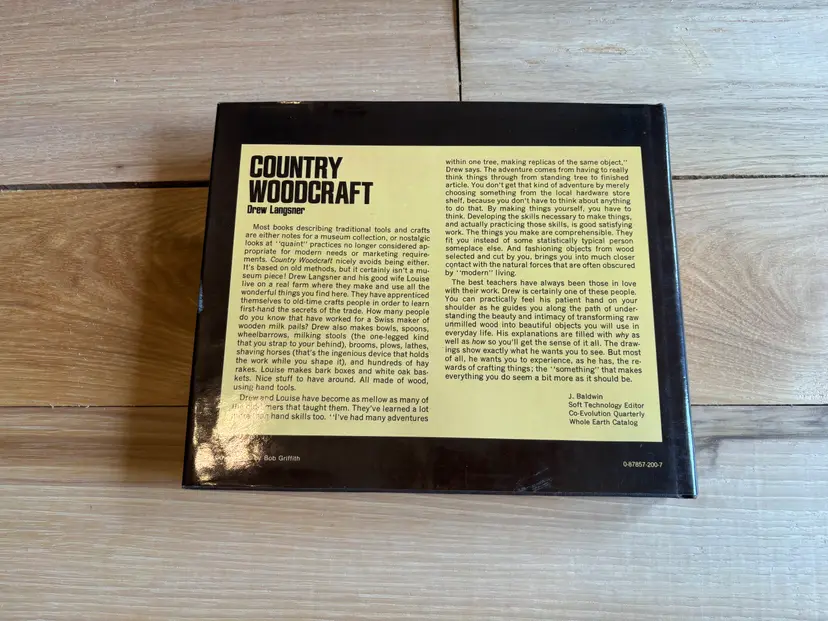 COUNTRY
WOODCRAFT
Drew Langsner
Most books describing traditional tools and crafts
are either notes for a museum collection, or nostalgic
looks at "quaint" practices no longer considered ap-
propriate for modern needs or marketing require-
ments. Country Woodcraft nicely avoids being either.
It's based on old methods, but it certainly isn't a mu-
seum piece! Drew Langsner and his good wife Louise
live on a real farm where they make and use all the
wonderful things you find here. They have apprenticed
themselves to old-time crafts people in order to learn
first-hand the secrets of the trade. How many people
do you know that have worked for a Swiss maker of
wooden milk pails? Drew also makes bowls, spoons,
wheelbarrows, milking stools (the one-legged kind
that you strap to your behind), brooms, plows, lathes,
shaving horses (that's the ingenious device that holds
the work while you shape it), and hundreds of hay
rakes. Louise makes bark boxes and white oak bas-
kets. Nice stuff to have around. All made of wood,
using hand tools.
Drew and Louise have become as mellow as many of
the that taught them. They've learned a lot
hand skills too. "I've had many adventures
within one tree, making replicas of the same object,"
Drew says. The adventure comes from having to really
think things through from standing tree to finished
article. You don't get that kind of adventure by merely
choosing something from the local hardware store
shelf, because you don't have to think about anything
to do that. By making things yourself, you have to
think. Developing the skills necessary to make things,
and actually practicing those skills, is good satisfying
work. The things you make are comprehensible. They
fit you instead of some statistically typical person
someplace else. And fashioning objects from wood
selected and cut by you, brings you into much closer
contact with the natural forces that are often obscured
by "modern" living.
The best teachers have always been those in love
with their work. Drew is certainly one of these people.
You can practically feel his patient hand on your
shoulder as he guides you along the path of under-
standing the beauty and intimacy of transforming raw
unmilled wood into beautiful objects you will use in
everyday life. His explanations are filled with why as
well as how so you'll get the sense of it all. The draw-
ings show exactly what he wants you to see. But most
of all, he wants you to experience, as he has, the re-
wards of crafting things; the "something" that makes
everything you do seem a bit more as it should be.
J. Baldwin
Soft Technology Editor
Co-Evolution Quarterly
Whole Earth Catalog
by Bob Griffith
0-87857-200-7